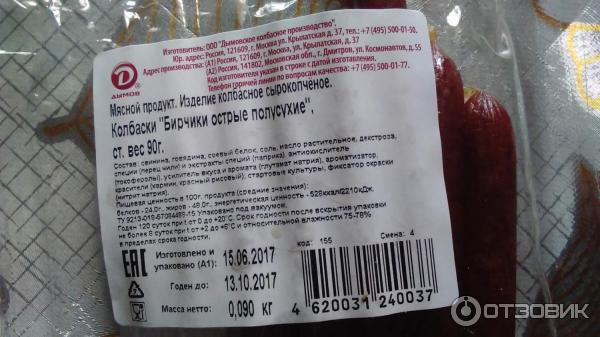 Изготовитель: ООО "Дымовское колбасное производство".
Юр. адрес: Россия, 121609, г. Москва ул. Крылатская, д. 37, тел.: +7 (495) 500-01-50,
Адрес производства: (А1) Россия, 121609, г. Москва, ул. Крылатская, д. 37
(А2) Россия, 141802, Московская обл., г. Дмитров, ул. Космонавтов, д. 55
Код изготовителя указан в строке с датой изготовления.
Телефон горячей линии по вопросам качества: +7 (495) 500-01-77.
ДЫМОВ
Мясной продукт. Изделие колбасное сырокопчёное.
Колбаски "Бирчики острые полусухие",
ст. вес 90г.
Состав: свинина, говядина, соевый белок, соль, масло растительное, декстроза,
специи (перец чили) и экстракты специй (паприка), антиокислитель
(токоферолы), усилитель вкуса и аромата (глутамат натрия), ароматизатор,
красители (кармин, красный рисовый), стартовые культуры, фиксатор окраски
(нитрит натрия).
Пищевая ценность в 100г. продукта (средние значения):
белков - 24,0г, жиров - 48,0г, энергетическая ценность - 528ккал/2210кДж.
ТУ 9213-018-57084488-15 Упаковано под вакуумом.
Годен 120 суток при t от 0 до +20°С. Срок годности после вскрытия упаковки
не более 6 суток при t от +2 до +6°С и относительности влажности 75-78%
в пределах срока годности.
код: 155
Смена: 4
ЕАС
Изготовлено и
упаковано (А1): 15.06.2017
Годен до: 13.10.2017
Масса нетто: 0,090 кг
4 620031 240037
ОТЗОВИК